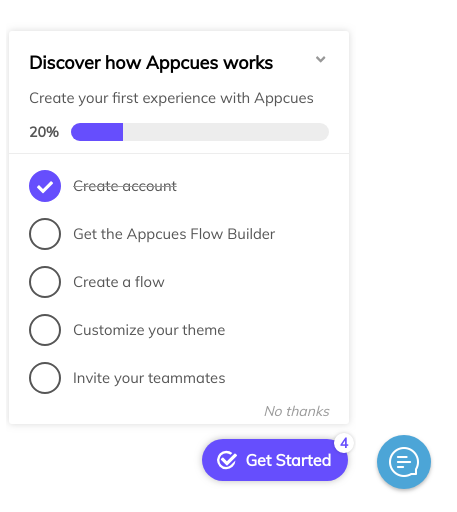 Discover how Appcues works
Create your first experience with Appcues
20%
Create account
Get the Appcues Flow Builder
Create a flow
Customize your theme
Invite your teammates
No thanks
4
Get Started